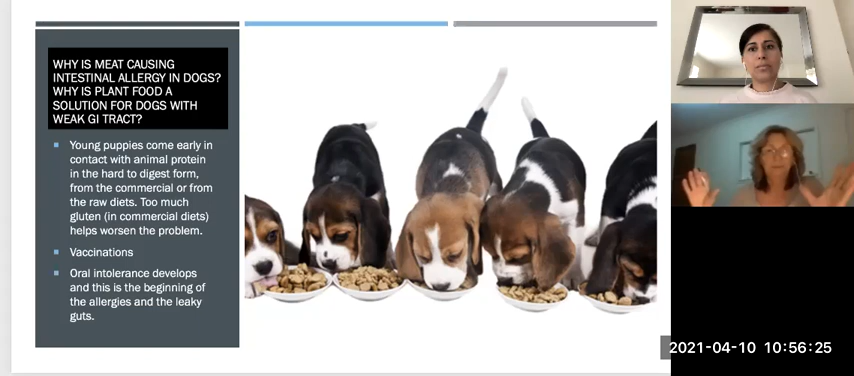 WHY IS MEAT CAUSING
INTESTINAL ALLERGY IN DOGS?
WHY IS PLANT FOOD A
SOLUTION FOR DOGS WITH
WEAK GI TRACT?
Young puppies come early in
contact with animal protein
in the hard to digest form,
from the commercial or from
the raw diets. Too much
gluten (in commercial diets)
helps worsen the problem.
Vaccinations
Oral intolerance develops
and this is the beginning of
the allergies and the leaky
guts.
2021-04-10 10:56:25